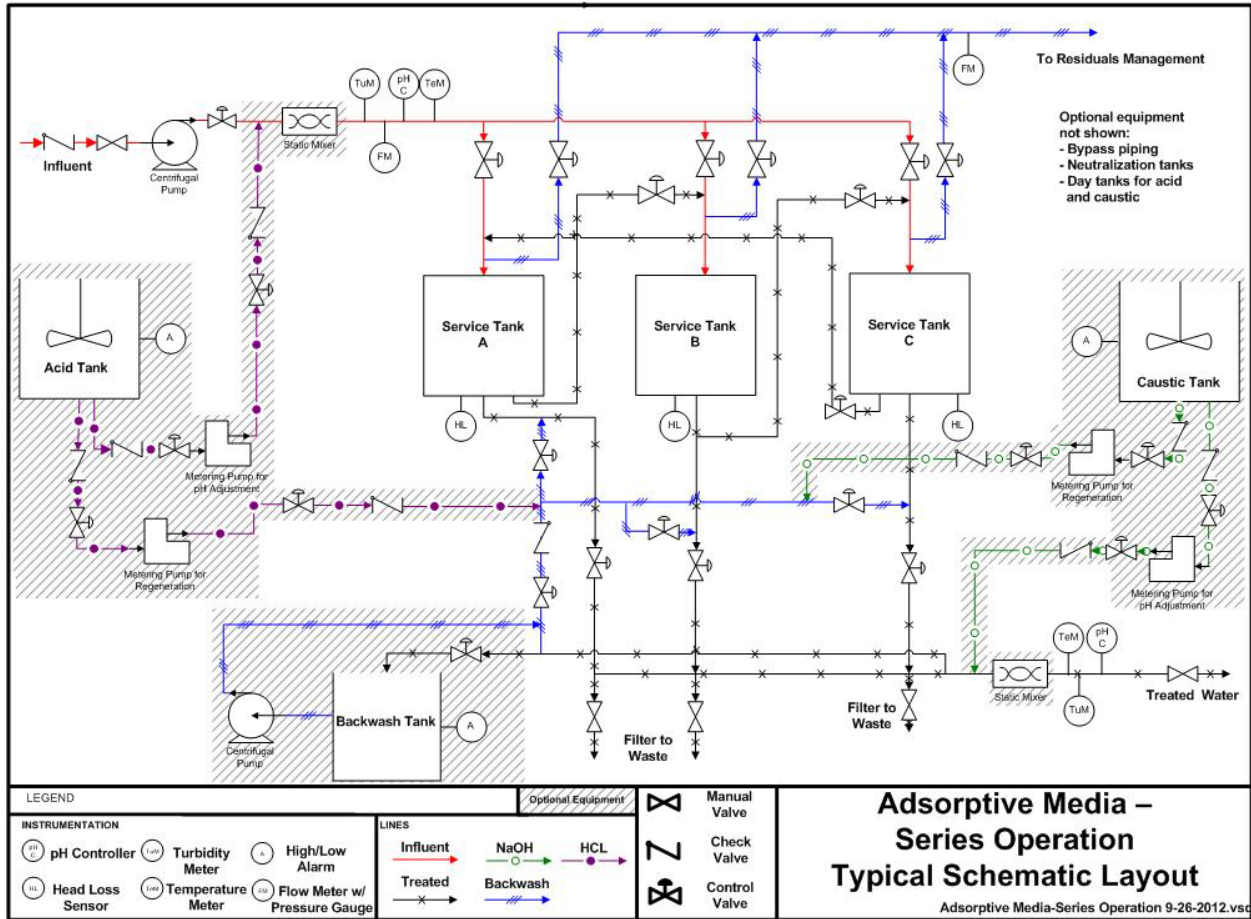 To Residuals Management
TuM
pH
C
TeM
FM
FM
Influent
Centrifugal
Pump
Static Mixer
Optional equipment
not shown:
- Bypass piping
- Neutralization tanks
- Day tanks for acid
and caustic
Acid Tank
A
Service Tank
A
Service Tank
B
Service Tank
C
A
Caustic Tank
HL
HL
HL
Metering Pump for
pH Adjustment
Metering Pump for
Regeneration
Metering Pump for
Regeneration
Metering Pump for
pH Adjustment
Backwash Tank
A
Centrifugal
Pump
Filter to
Waste
Filter to
Waste
Static Mixer
TeM
pH
C
TuM
Treated Water
LEGEND
Optional Equipment
INSTRUMENTATION
pH
C
pH Controller
TuM
Turbidity
Meter
A
High/Low
Alarm
HL
Head Loss
Sensor
TeM
Temperature
Meter
FM
Flow Meter w/
Pressure Gauge
LINES
Influent
NaOH
HCL
Treated
Backwash
Manual
Valve
Check
Valve
Control
Valve
Adsorptive Media –
Series Operation
Typical Schematic Layout
Adsorptive Media-Series Operation 9-26-2012.vsd